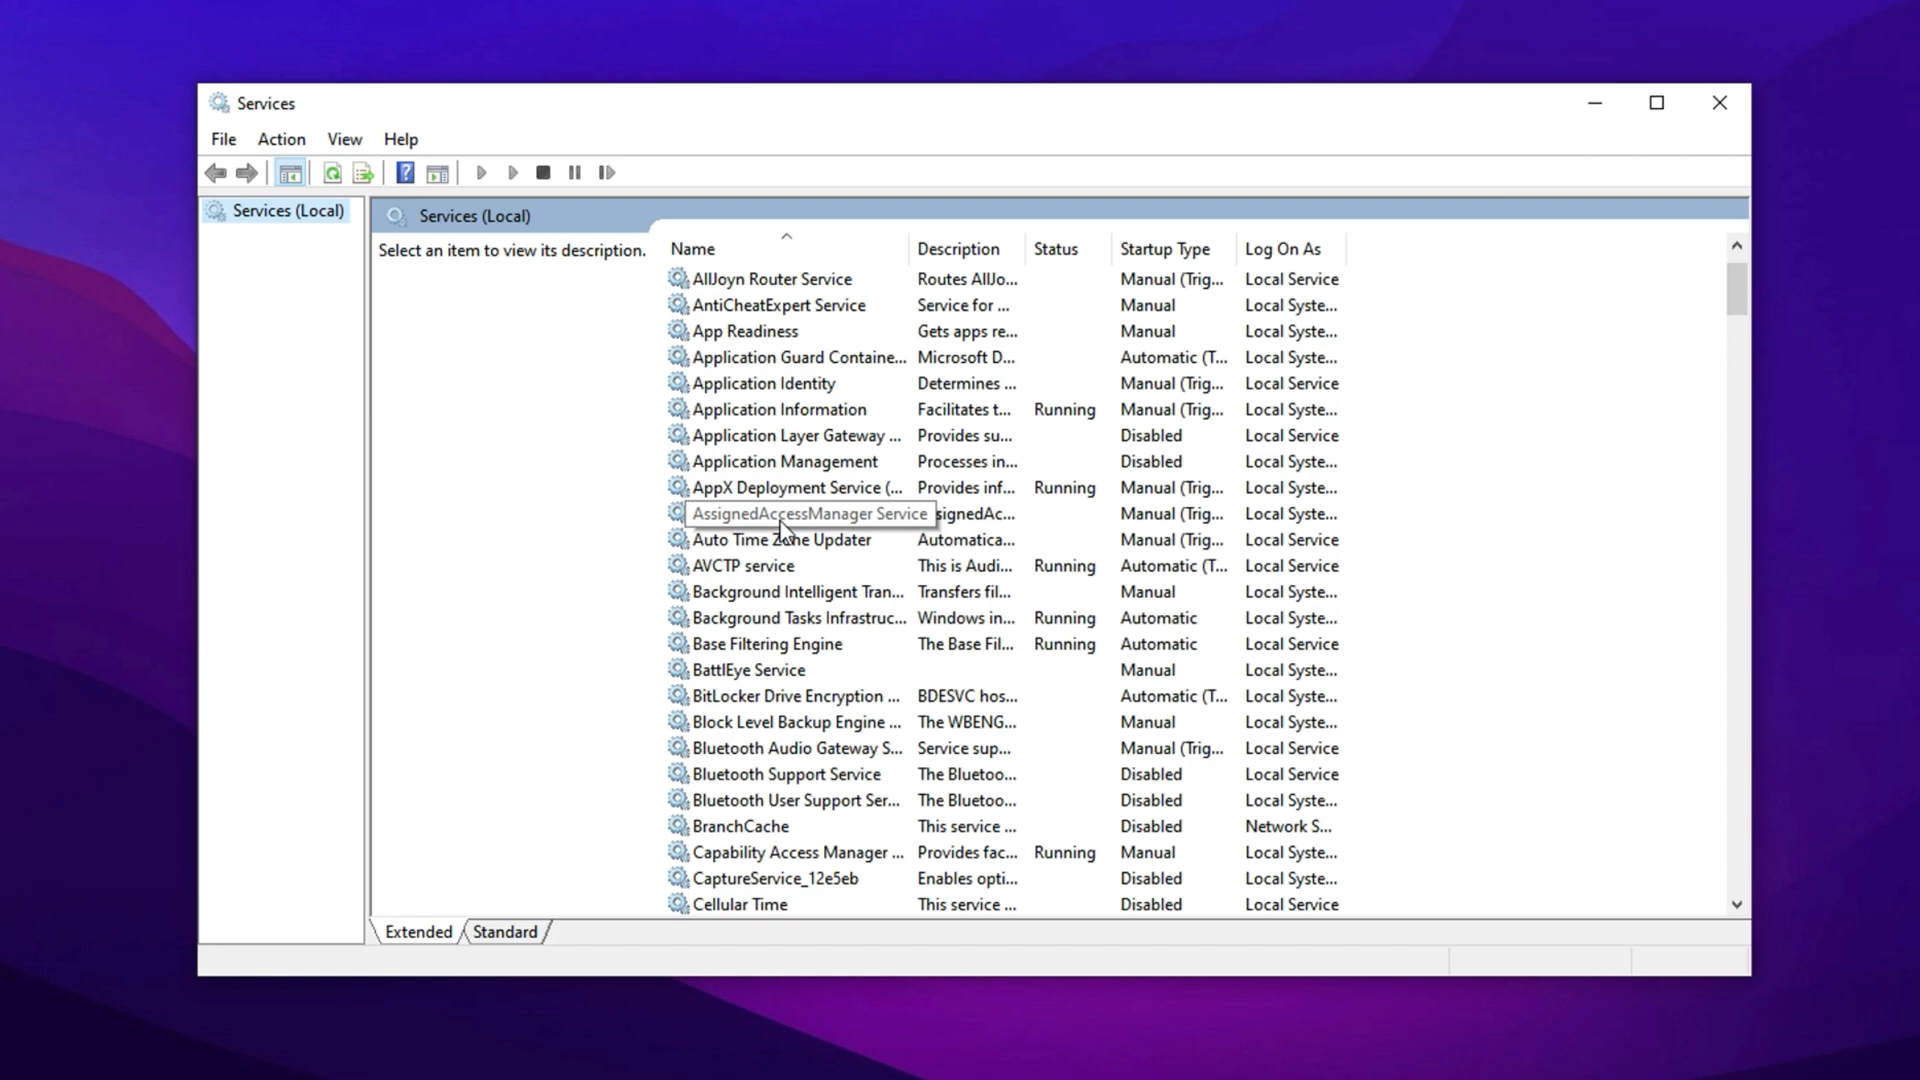 Services
File Action View Help
Services (Local)
Services (Local)
Select an item to view its description.
Name Description Status Startup Type Log On As
AllJoyn Router Service Routes AllJo... Manual (Trig... Local Service
AntiCheatExpert Service Service for ... Manual Local Syste...
App Readiness Gets apps re... Manual Local Syste...
Application Guard Containe... Microsoft D... Automatic (T... Local Syste...
Application Identity Determines ... Manual (Trig... Local Service
Application Information Facilitates t... Running Manual (Trig... Local Syste...
Application Layer Gateway ... Provides su... Disabled Local Service
Application Management Processes in... Disabled Local Syste...
AppX Deployment Service (... Provides inf... Running Manual (Trig... Local Syste...
AssignedAccessManager Service signedAc... Manual (Trig... Local Syste...
Auto Time Zone Updater Automatica... Manual (Trig... Local Service
AVCTP service This is Audi... Running Automatic (T... Local Service
Background Intelligent Tran... Transfers fil... Manual Local Syste...
Background Tasks Infrastruc... Windows in... Running Automatic Local Syste...
Base Filtering Engine The Base Fil... Running Automatic Local Service
BattlEye Service Manual Local Syste...
BitLocker Drive Encryption ... BDESVC hos... Automatic (T... Local Syste...
Block Level Backup Engine ... The WBENG... Manual Local Syste...
Bluetooth Audio Gateway S... Service sup... Manual (Trig... Local Service
Bluetooth Support Service The Bluetoo... Disabled Local Service
Bluetooth User Support Ser... The Bluetoo... Disabled Local Syste...
BranchCache This service ... Disabled Network S...
Capability Access Manager ... Provides fac... Running Manual Local Syste...
CaptureService_12e5eb Enables opti... Disabled Local Syste...
Cellular Time This service ... Disabled Local Service
Extended Standard